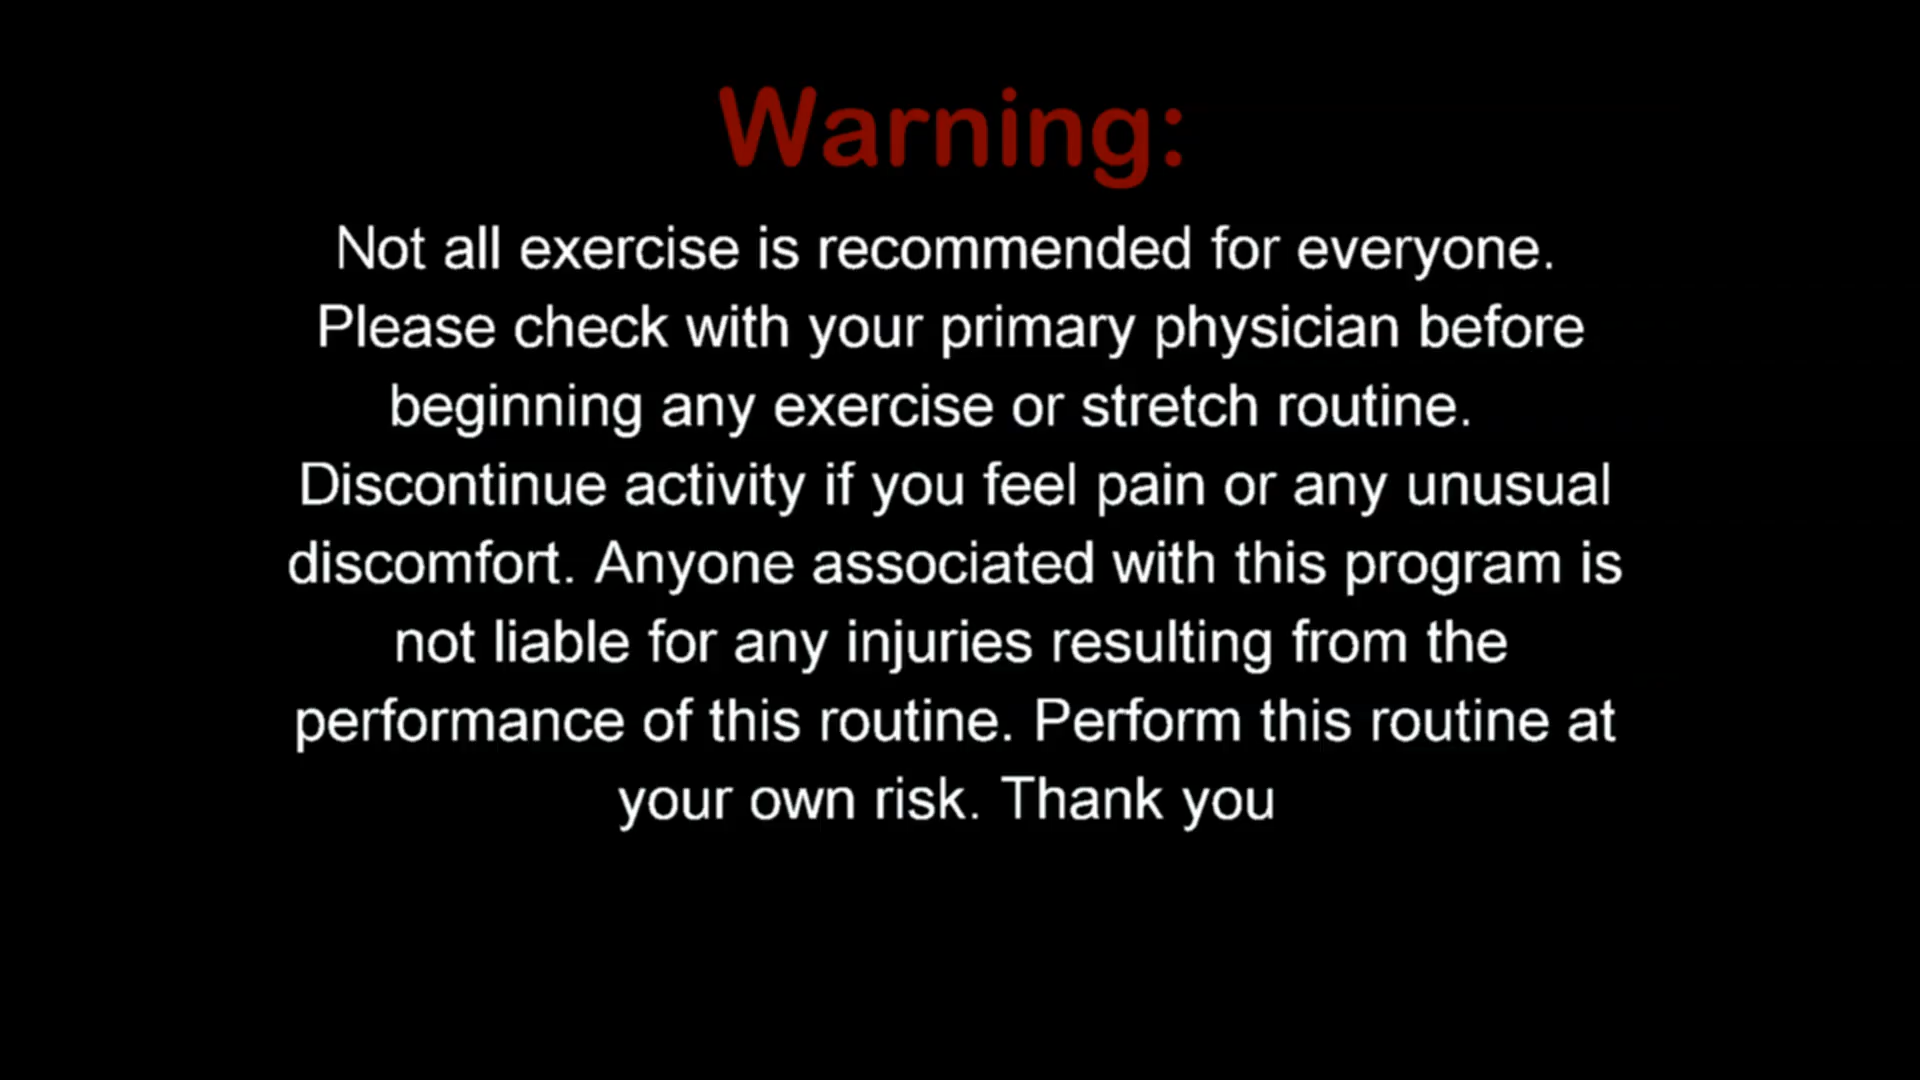 Warning:
Not all exercise is recommended for everyone.
Please check with your primary physician before
beginning any exercise or stretch routine.
Discontinue activity if you feel pain or any unusual
discomfort. Anyone associated with this program is
not liable for any injuries resulting from the
performance of this routine. Perform this routine at
your own risk. Thank you